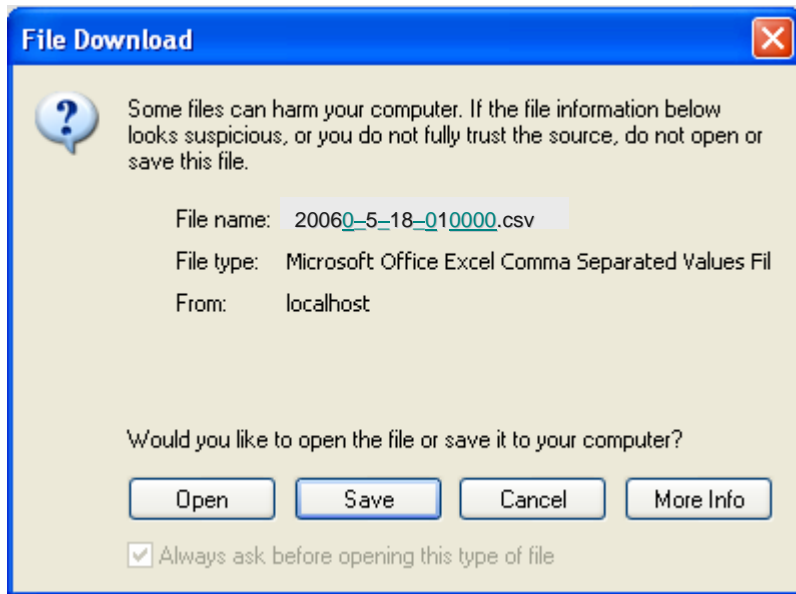 File Download
Some files can harm your computer. If the file information below
looks suspicious, or you do not fully trust the source, do not open or
save this file.
File name: 20060–5–18–010000.csv
File type: Microsoft Office Excel Comma Separated Values Fil
From: localhost
Would you like to open the file or save it to your computer?
Open Save Cancel More Info
Always ask before opening this type of file